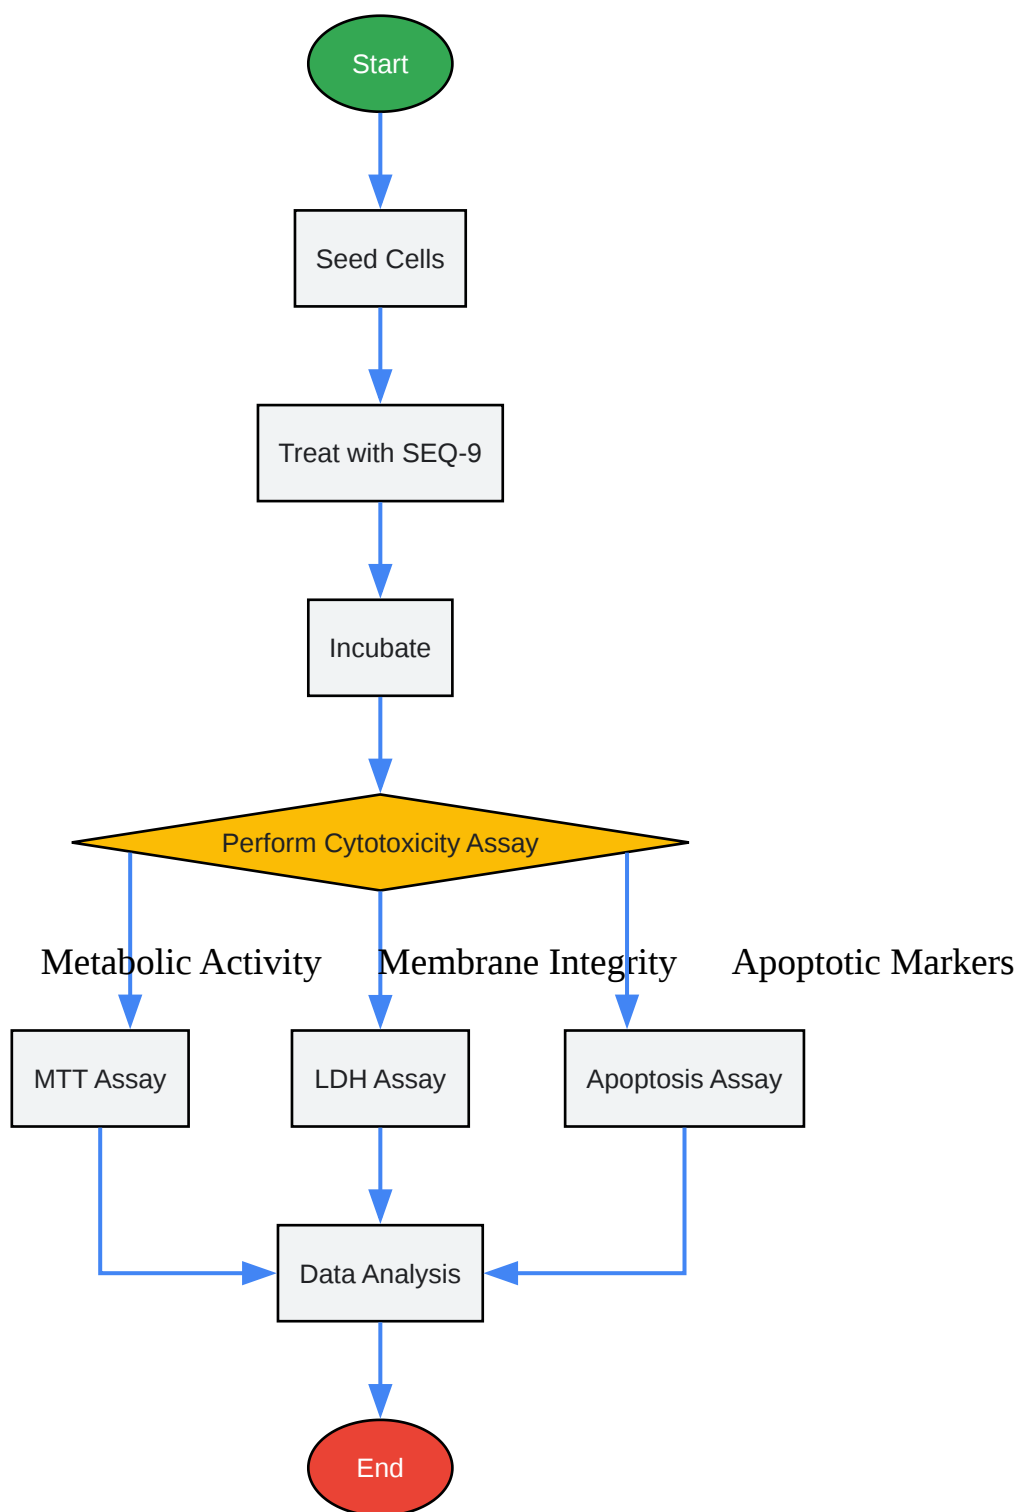 Start
Seed Cells
Treat with SEQ-9
Incubate
Perform Cytotoxicity Assay
Metabolic Activity
Membrane Integrity
Apoptotic Markers
MTT Assay
LDH Assay
Apoptosis Assay
Data Analysis
End